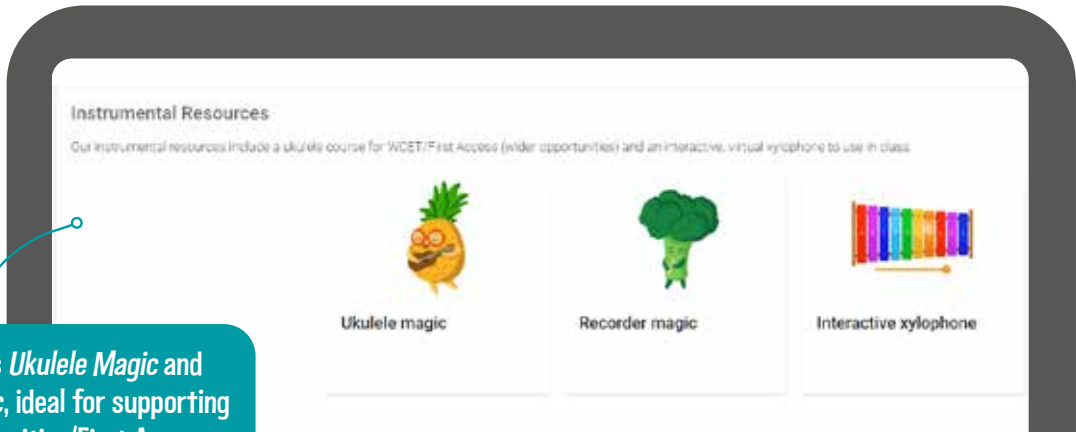 Instrumental Resources
Our instrumental resources include a ukulele course for WCET/First Access (wider opportunities) and an interactive, virtual xylophone to use in class.
Ukulele magic
Recorder magic
Interactive xylophone
Ukulele Magic and
ideal for supporting